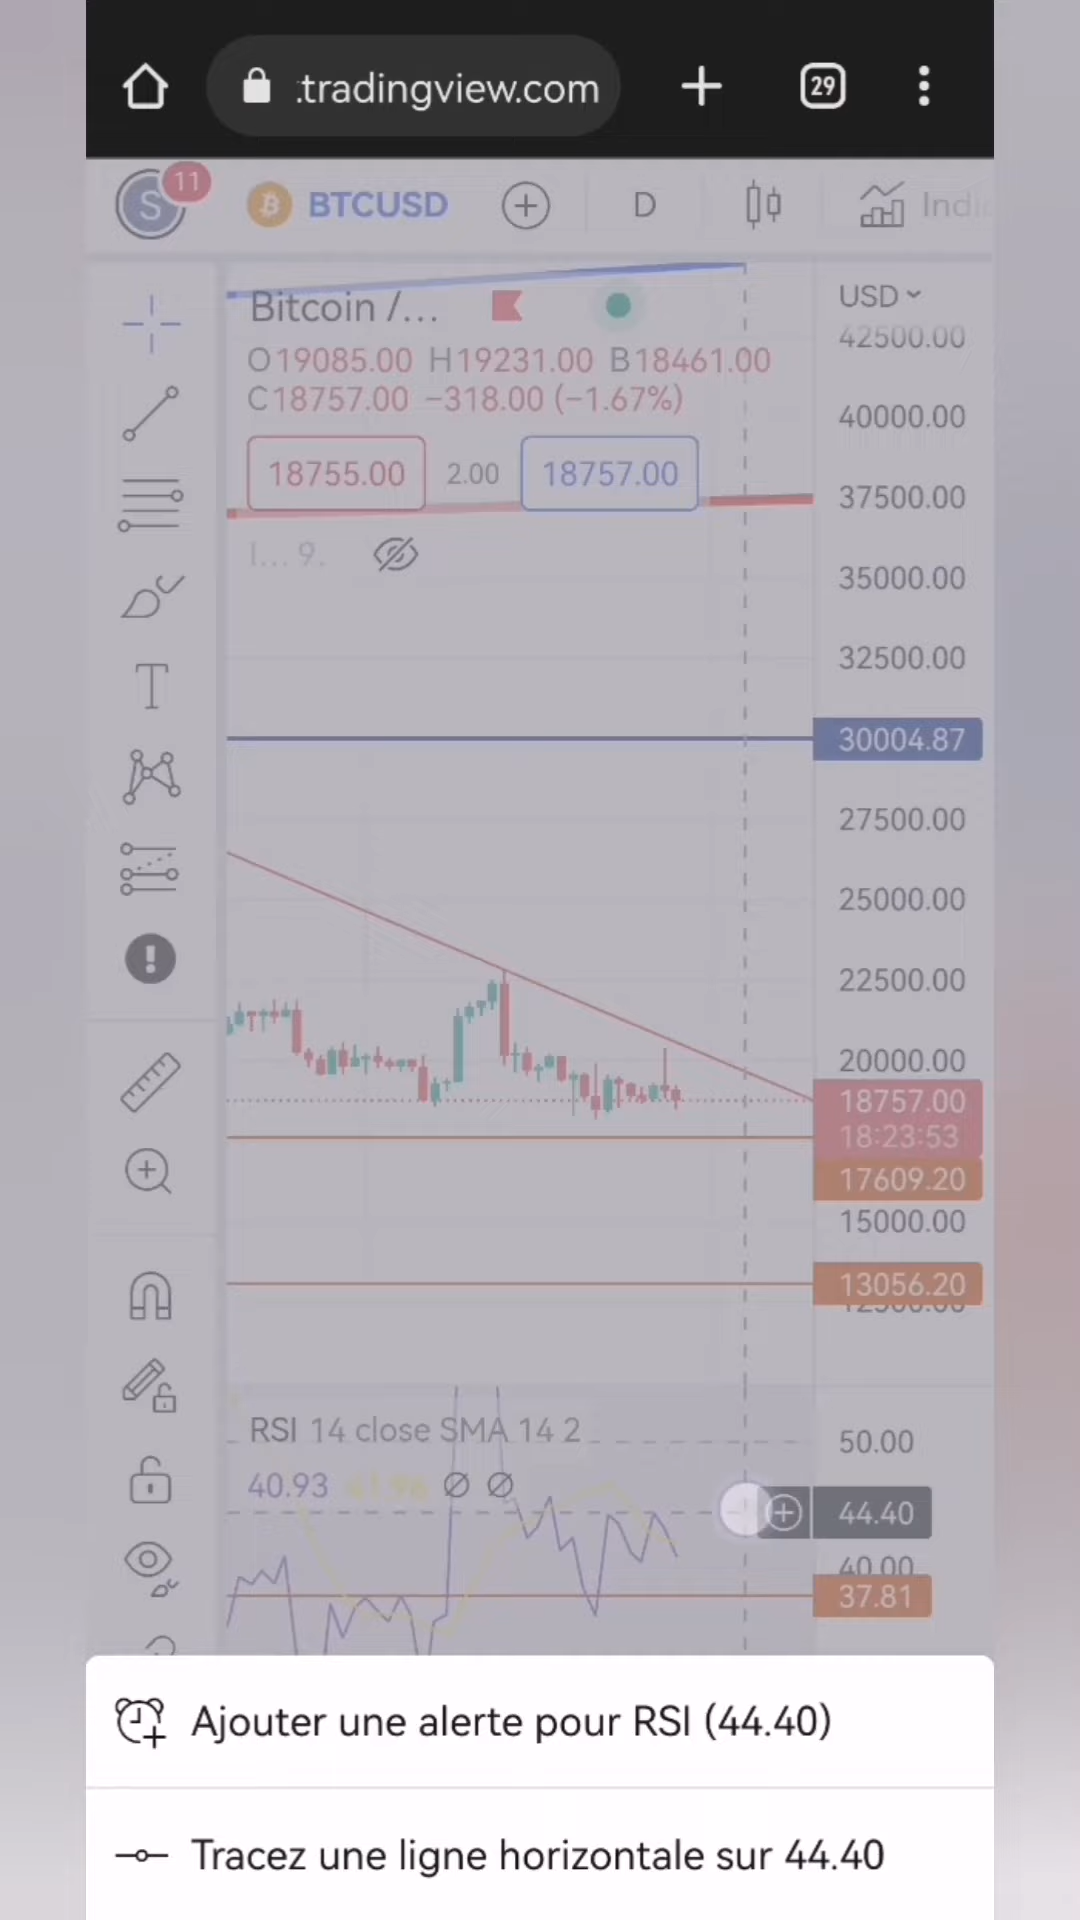 .tradingview.com
29
S
11
BTCUSD
D
Indi
Bitcoin /...
USD
O19085.00 H19231.00 B18461.00
C18757.00 −318.00 (−1.67%)
18755.00
2.00
18757.00
I... 9.
42500.00
40000.00
37500.00
35000.00
32500.00
30004.87
27500.00
25000.00
22500.00
20000.00
18757.00
18:23:53
17609.20
15000.00
13056.20
12500.00
RSI 14 close SMA 14 2
40.93
50.00
44.40
40.00
37.81
Ajouter une alerte pour RSI (44.40)
Tracez une ligne horizontale sur 44.40